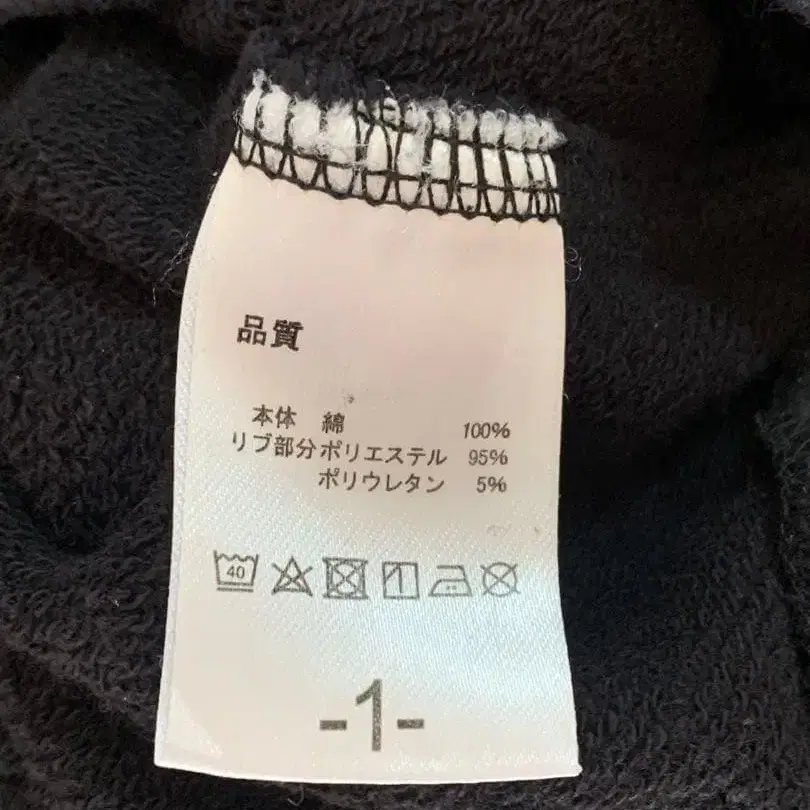 品質
本体 綿 100%
リブ部分 ポリエステル 95%
ポリウレタン 5%
40
-1-